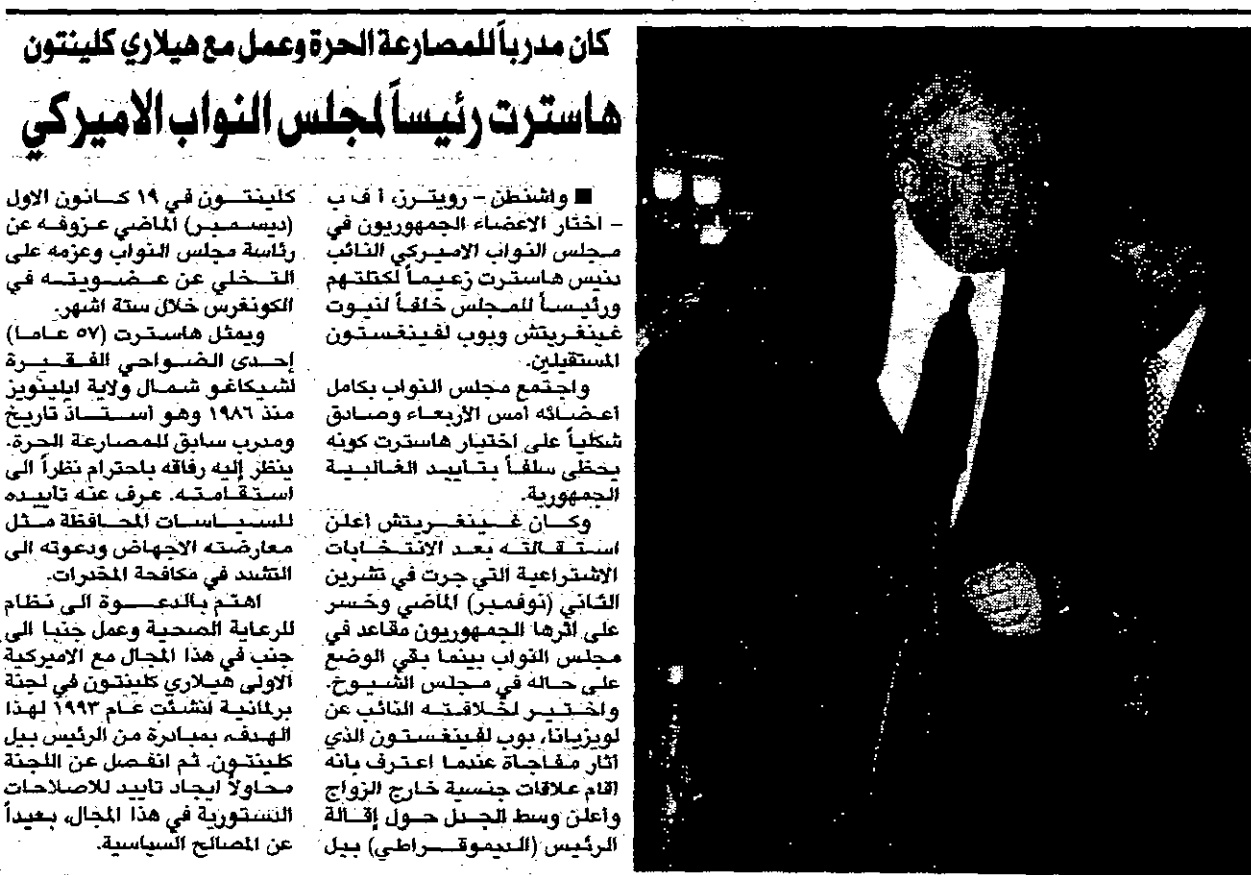 كان مدرباً للمصارعة الحرة وعمل مع هيلاري كلينتون
هاسترت رئيساً لمجلس النواب الاميركي
■ واشنطن - رويترز، أ ف ب
- اختار الاعضاء الجمهوريون في
مجلس النواب الاميركي النائب
دنيس هاسترت زعيماً لكتلتهم
ورئيساً للمجلس خلفاً لنيوت
غينغريتش وبوب لفينغستون
المستقيلين.
واجتمع مجلس النواب بكامل
أعضائه أمس الأربعاء وصادق
شكلياً على اختيار هاسترت كونه
يحظى سلفاً بتأييد الغالبية
الجمهورية.
وكان غينغريتش أعلن
استقالته بعد الانتخابات
الاشتراعية التي جرت في تشرين
الثاني (نوفمبر) الماضي وخسر
على اثرها الجمهوريون مقاعد في
مجلس النواب بينما بقي الوضع
على حاله في مجلس الشيوخ.
واختير لخلافته النائب عن
لويزيانا، بوب لفينغستون الذي
أثار مفاجأة عندما اعترف بأنه
اقام علاقات جنسية خارج الزواج
وأعلن وسط الجدل حول إقالة
الرئيس (الديموقراطي) بيل
كلينتون في ١٩ كانون الاول
(ديسمبر) الماضي عزوفه عن
رئاسة مجلس النواب وعزمه على
التخلي عن عضويته في
الكونغرس خلال ستة اشهر.
ويمثل هاسترت (٥٧ عاماً)
إحدى الضواحي الفقيرة
لشيكاغو شمال ولاية ايلينويز
منذ ١٩٨٦ وهو استاذ تاريخ
ومدرب سابق للمصارعة الحرة.
ينظر إليه رفاقه باحترام نظراً الى
استقامته. عرف عنه تأييده
للسياسات المحافظة مثل
معارضته الاجهاض ودعوته الى
التشدد في مكافحة المخدرات.
اهتم بالدعوة الى نظام
للرعاية الصحية وعمل جنبا الى
جنب في هذا المجال مع الاميركية
الاولى هيلاري كلينتون في لجنة
برلمانية أنشئت عام ١٩٩٣ لهذا
الهدف بمبادرة من الرئيس بيل
كلينتون. ثم انفصل عن اللجنة
محاولاً ايجاد تأييد للاصلاحات
الدستورية في هذا المجال، بعيداً
عن المصالح السياسية.